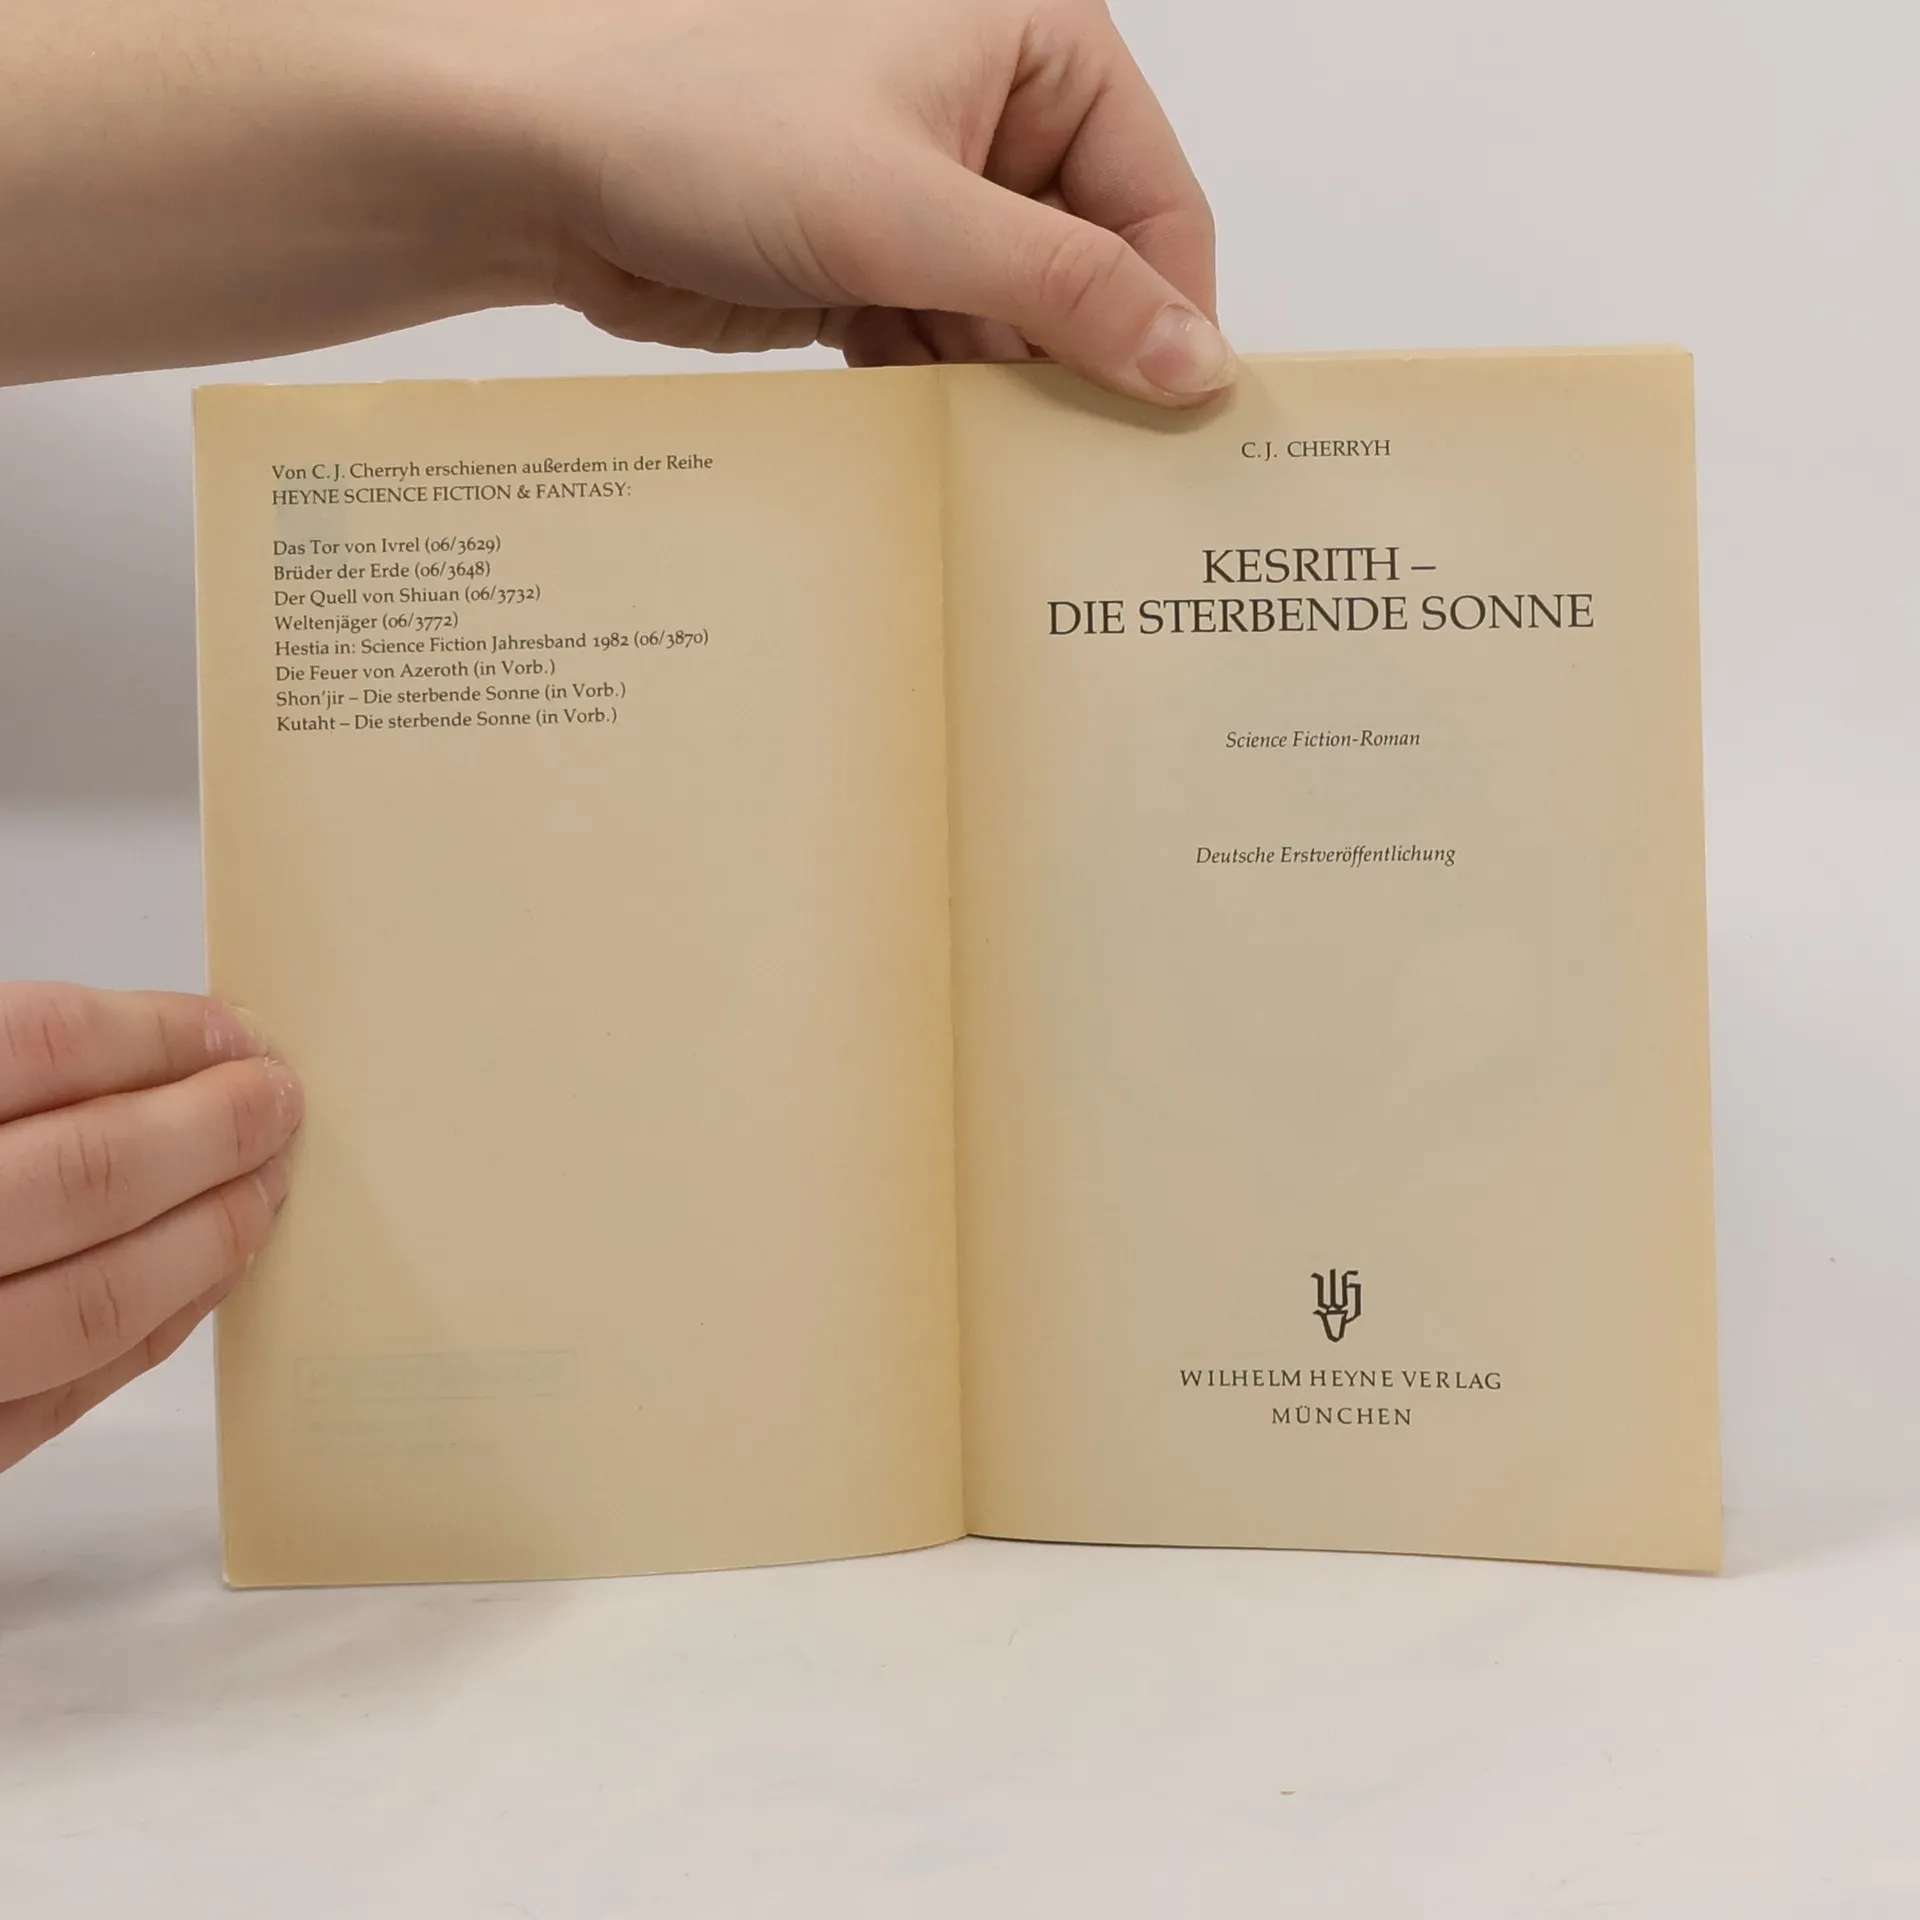 Von C. J. Cherryh erschienen außerdem in der Reihe
HEYNE SCIENCE FICTION & FANTASY:
Das Tor von Ivrel (06/3629)
Brüder der Erde (06/3648)
Der Quell von Shiuan (06/3732)
Weltenjäger (06/3772)
Hestia in: Science Fiction Jahresband 1982 (06/3870)
Die Feuer von Azeroth (in Vorb.)
Shon'jir – Die sterbende Sonne (in Vorb.)
Kutaht – Die sterbende Sonne (in Vorb.)
C. J. CHERRYH
KESRITH –
DIE STERBENDE SONNE
Science Fiction-Roman
Deutsche Erstveröffentlichung
WILHELM HEYNE VERLAG
MÜNCHEN